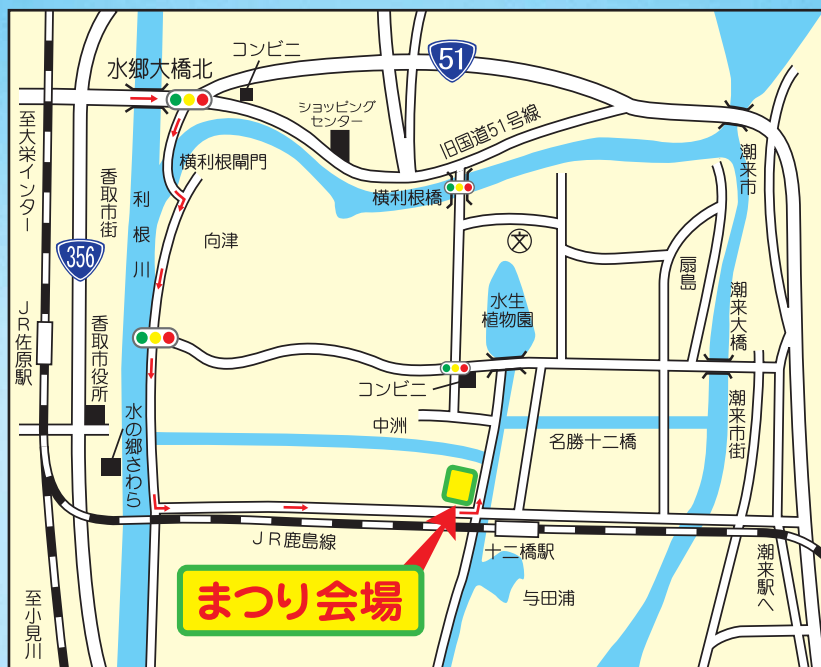 水郷大橋北
コンビニ
51
ショッピング
センター
旧国道51号線
至大栄インター
香取市街
利根川
横利根閘門
横利根橋
潮来市
356
向津
文
扇島
水生
植物園
潮来大橋
JR佐原駅
香取市役所
コンビニ
水の郷さわら
中洲
名勝十二橋
潮来市街
JR鹿島線
十二橋駅
潮来駅へ
まつり会場
与田浦
至小見川